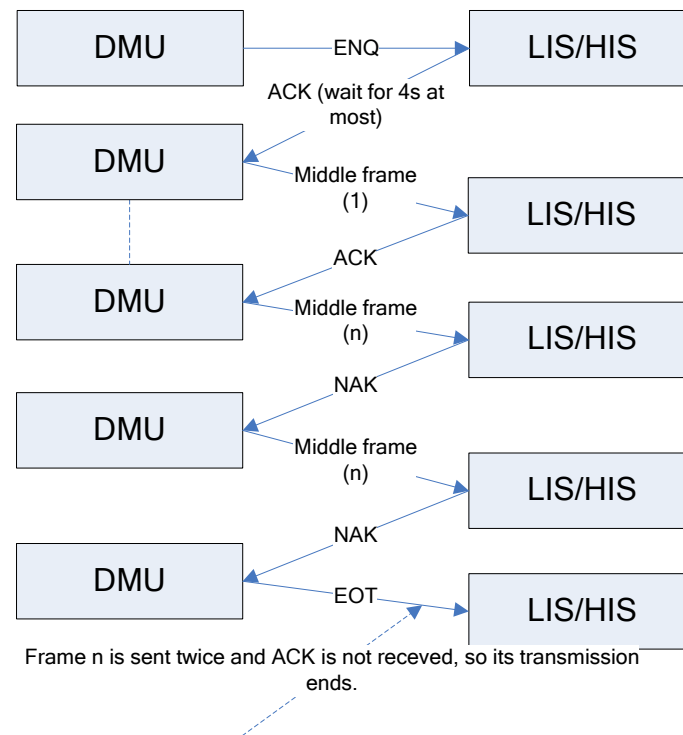 DMU
ENQ
LIS/HIS
ACK (wait for 4s at
most)
DMU
Middle frame
(1)
LIS/HIS
ACK
DMU
Middle frame
(n)
LIS/HIS
NAK
DMU
Middle frame
(n)
LIS/HIS
NAK
DMU
EOT
LIS/HIS
Frame n is sent twice and ACK is not receved, so its transmission
ends.